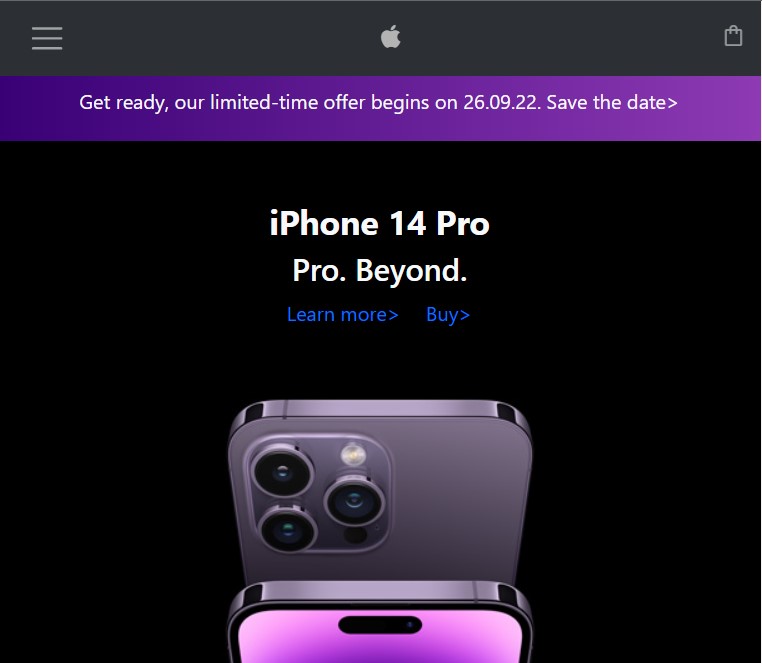 Get ready, our limited-time offer begins on 26.09.22. Save the date>
iPhone 14 Pro
Pro. Beyond.
Learn more> Buy>